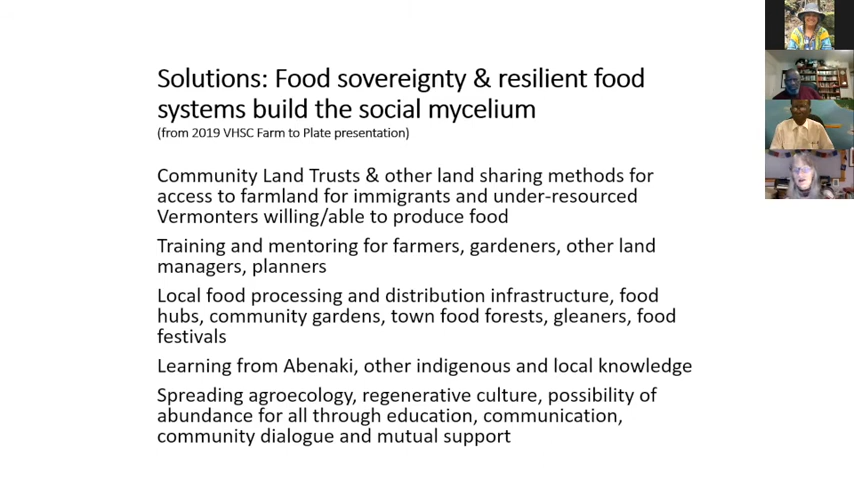 Solutions: Food sovereignty & resilient food
systems build the social mycelium
(from 2019 VHSC Farm to Plate presentation)
Community Land Trusts & other land sharing methods for
access to farmland for immigrants and under-resourced
Vermonters willing/able to produce food
Training and mentoring for farmers, gardeners, other land
managers, planners
Local food processing and distribution infrastructure, food
hubs, community gardens, town food forests, gleaners, food
festivals
Learning from Abenaki, other indigenous and local knowledge
Spreading agroecology, regenerative culture, possibility of
abundance for all through education, communication,
community dialogue and mutual support